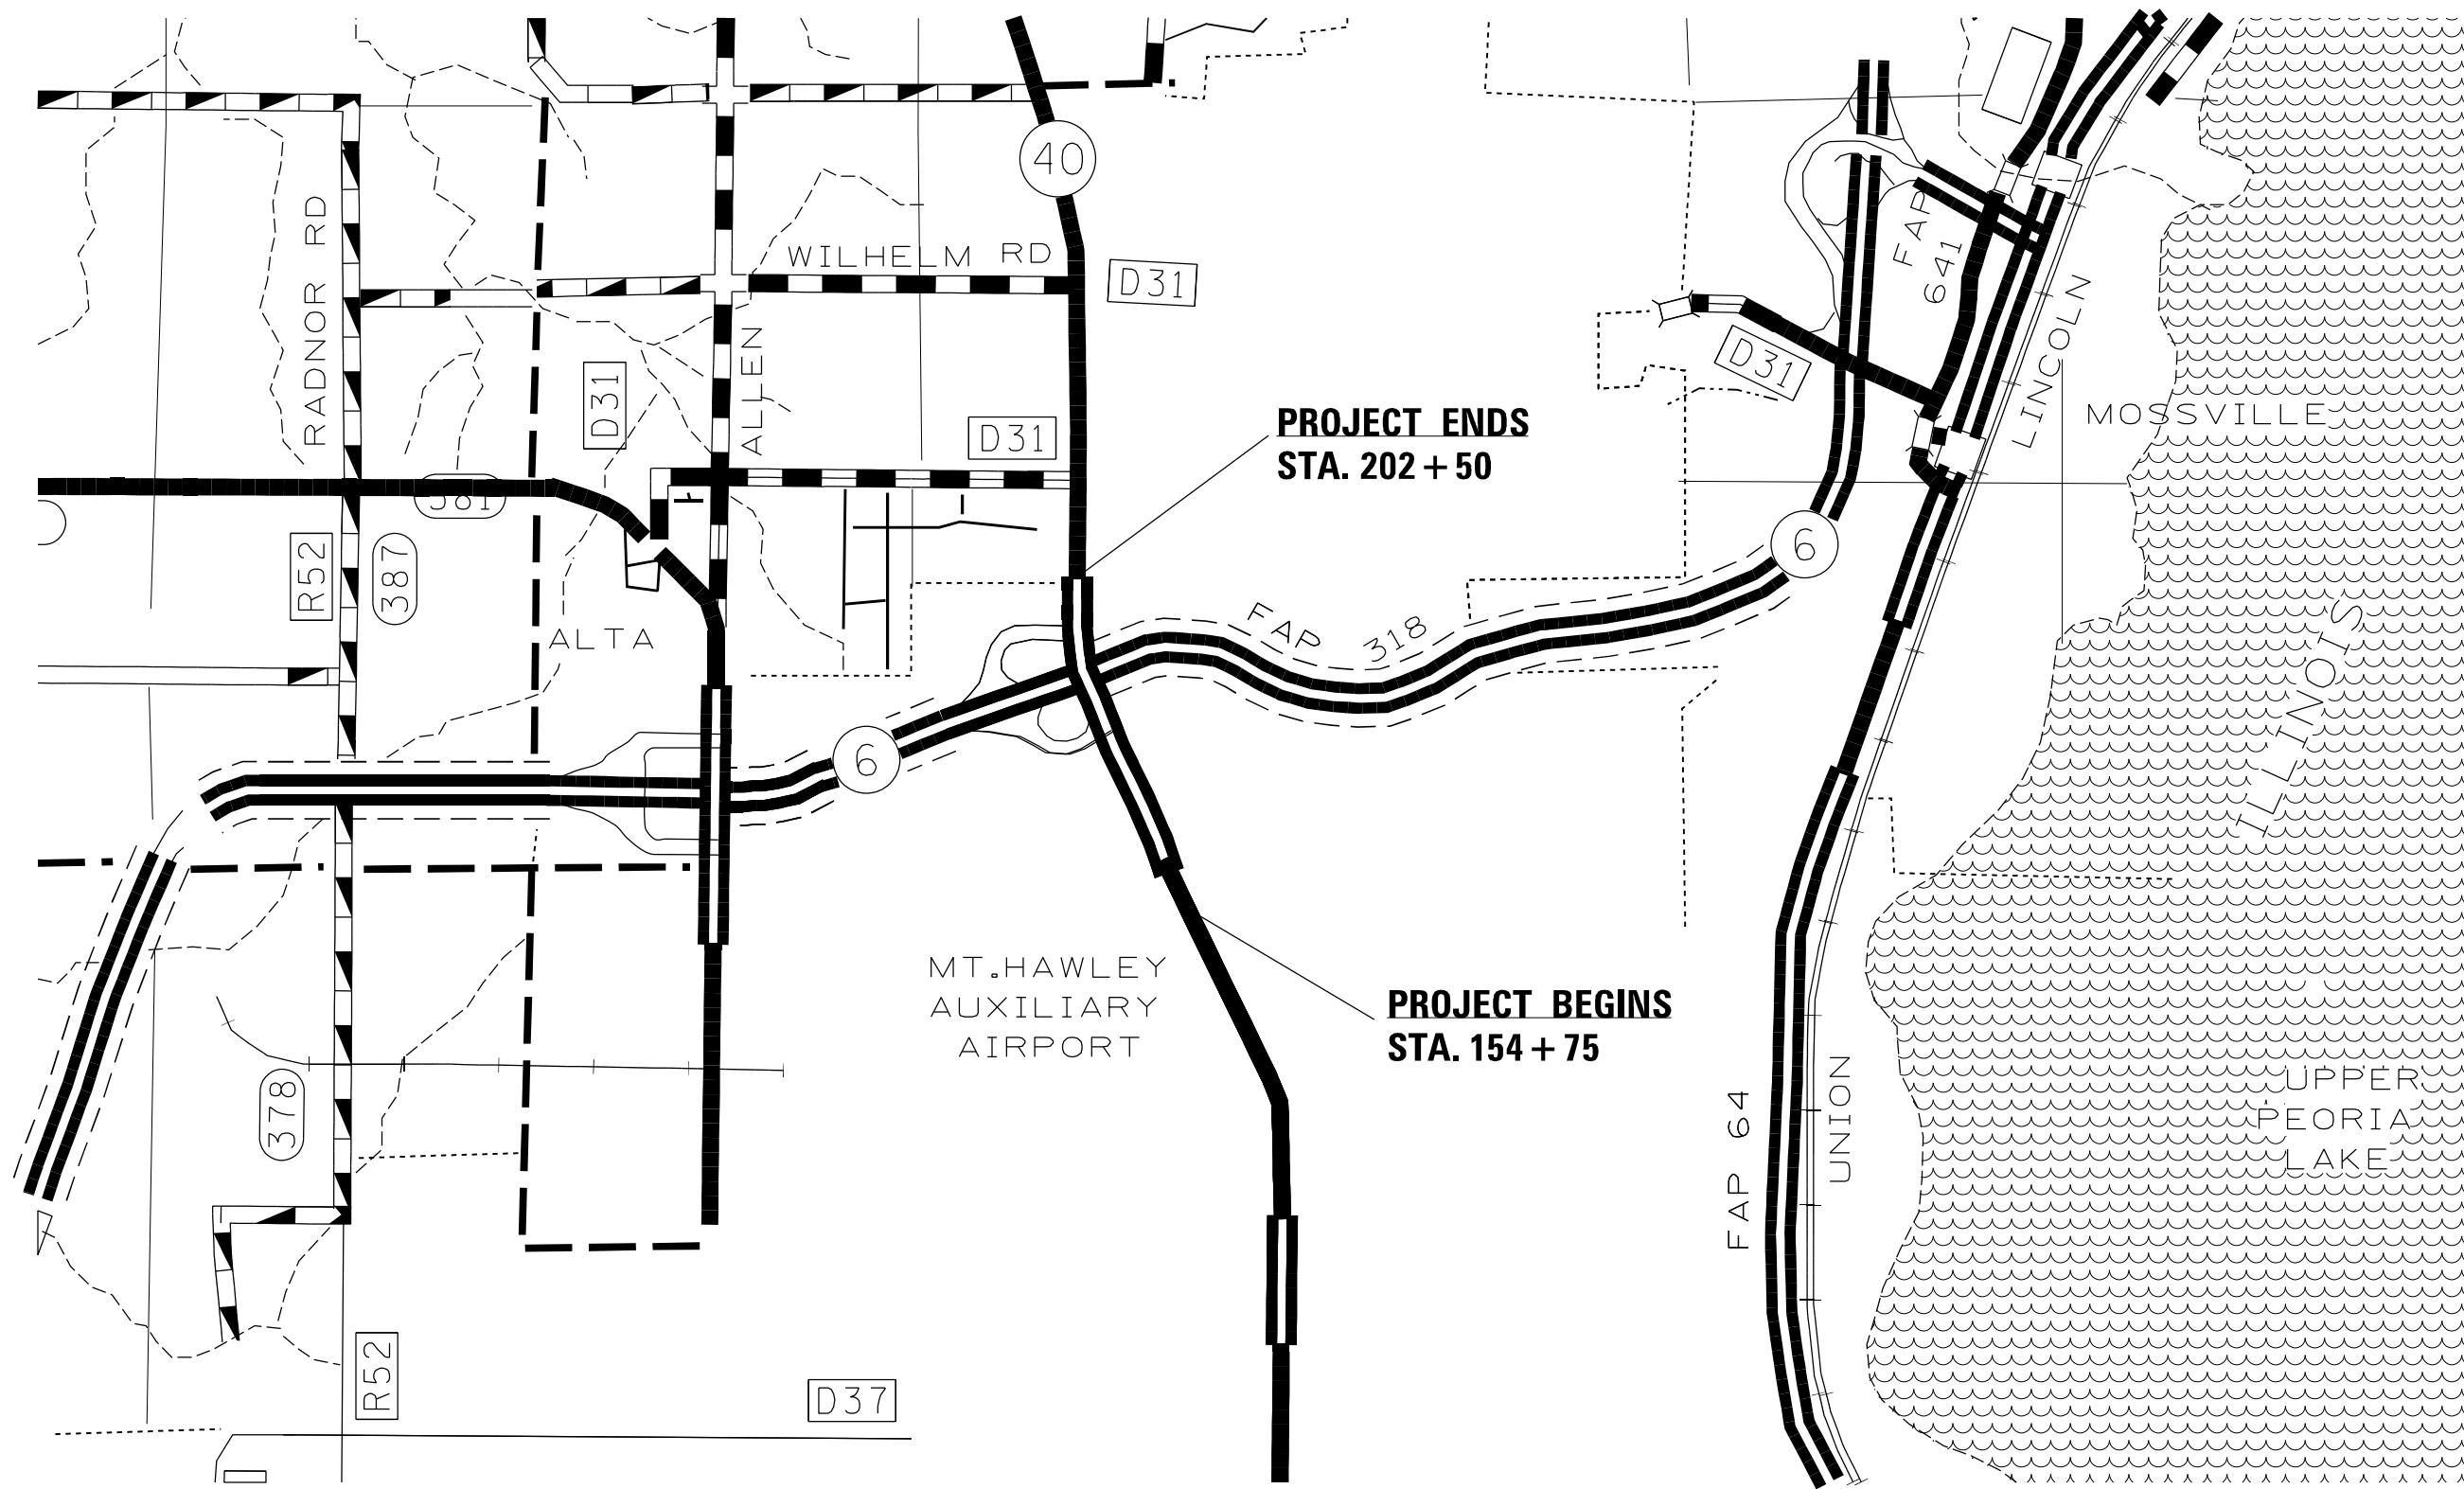 40
WILHELM RD
D31
RADNOR RD
FAP
641
LINCOLN
D31
ALLEN
D31
D31
MOSSVILLE
PROJECT ENDS
STA. 202+50
581
R52
387
6
ALTA
FAP 318
ILLINOIS
6
MT. HAWLEY
AUXILIARY
AIRPORT
PROJECT BEGINS
STA. 154+75
378
FAP 64
UNION
UPPER
PEORIA
LAKE
R52
D37